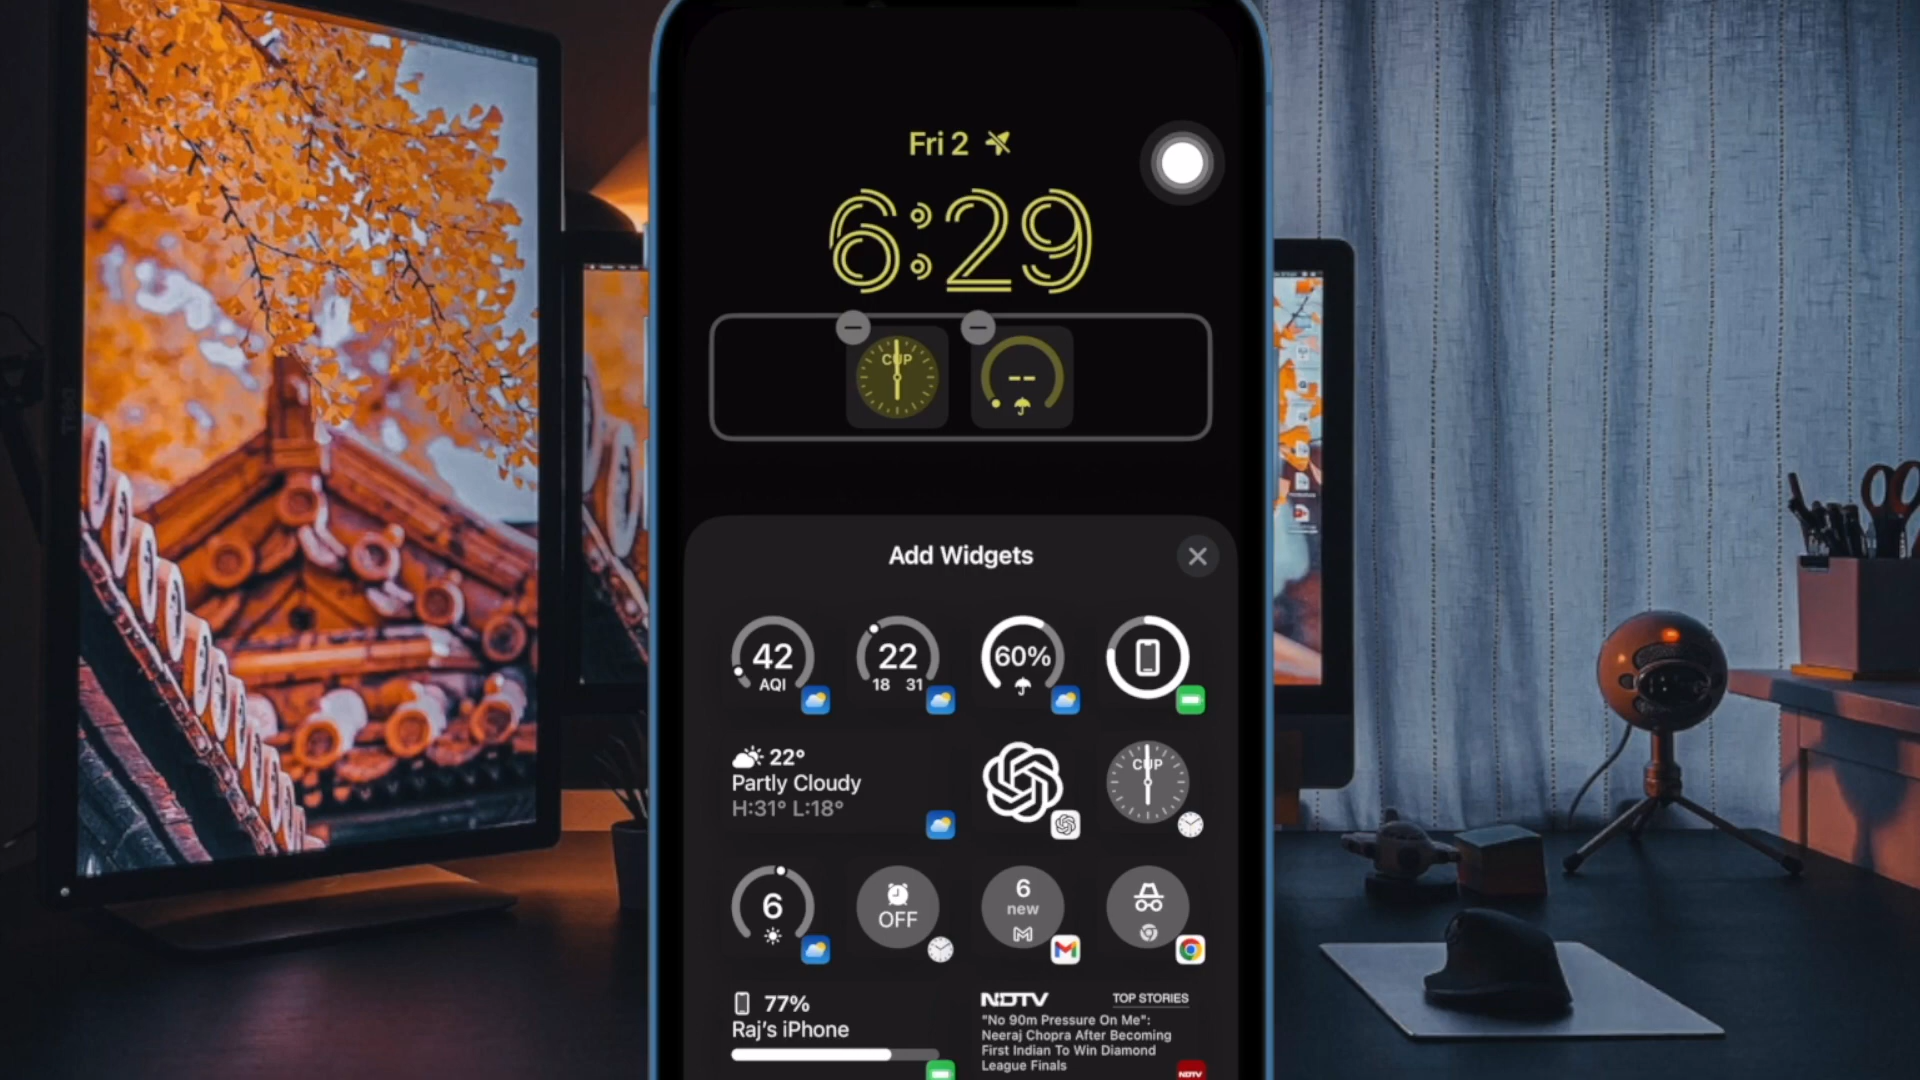 Fri 2
6:29
CUP
--
Add Widgets
42
AQI
22
18 31
60%
22°
Partly Cloudy
H:31° L:18°
CUP
6
OFF
6
new
77%
Raj's iPhone
NDTV
TOP STORIES
"No 90m Pressure On Me":
Neeraj Chopra After Becoming
First Indian To Win Diamond
League Finals
NDTV